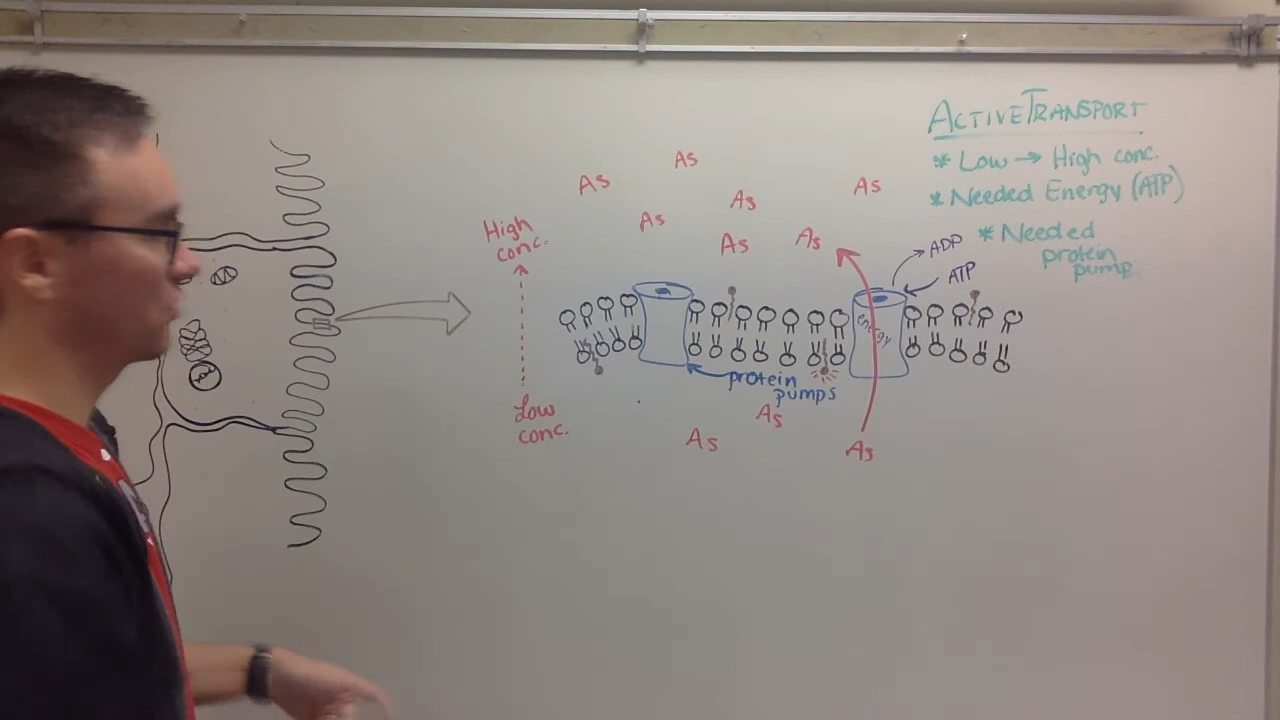 ACTIVE TRANSPORT
* Low → High conc.
* Needed Energy (ATP)
* Needed
protein
pump
As
As
As
As
As
As
As
As
High
conc.
Low
conc.
ADP
ATP
energy
protein
pumps
As
As
As